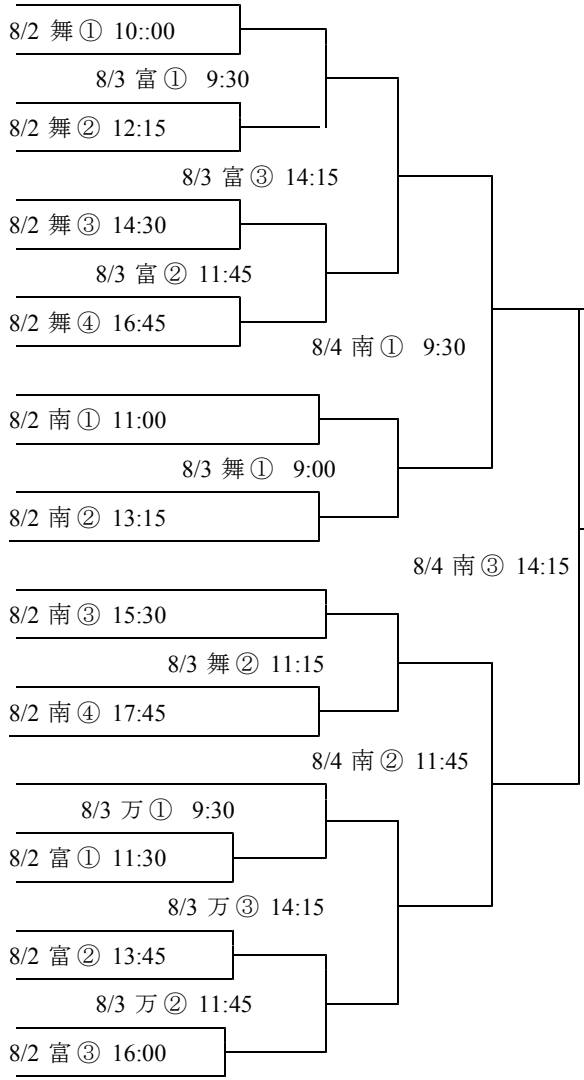 8/2 舞① 10::00
8/3 富① 9:30
8/2 舞② 12:15
8/3 富③ 14:15
8/2 舞③ 14:30
8/3 富② 11:45
8/2 舞④ 16:45
8/4 南① 9:30
8/2 南① 11:00
8/3 舞① 9:00
8/2 南② 13:15
8/4 南③ 14:15
8/2 南③ 15:30
8/3 舞② 11:15
8/2 南④ 17:45
8/4 南② 11:45
8/3 万① 9:30
8/2 富① 11:30
8/3 万③ 14:15
8/2 富② 13:45
8/3 万② 11:45
8/2 富③ 16:00